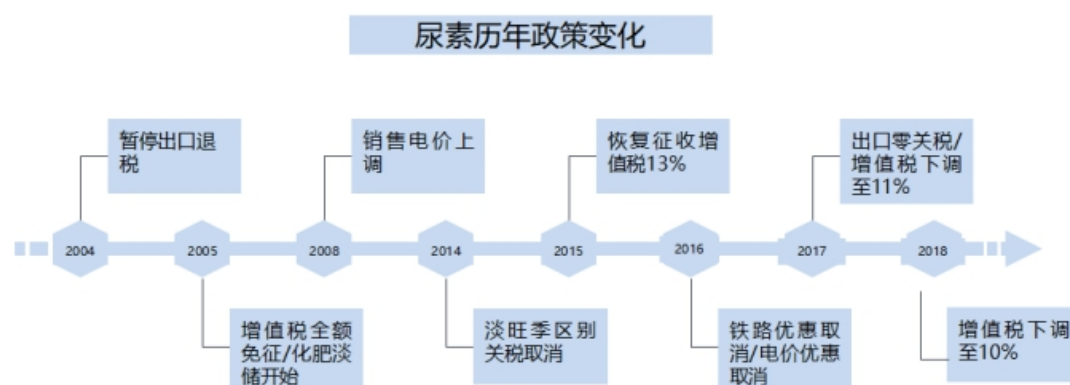 尿素历年政策变化
暂停出口退
税
销售电价上
调
恢复征收增
值税13%
出口零关税/
增值税下调
至11%
2004
2005
2008
2014
2015
2016
2017
2018
增值税全额
免征/化肥淡
储开始
淡旺季区别
关税取消
铁路优惠取
消/电价优惠
取消
增值税下调
至10%